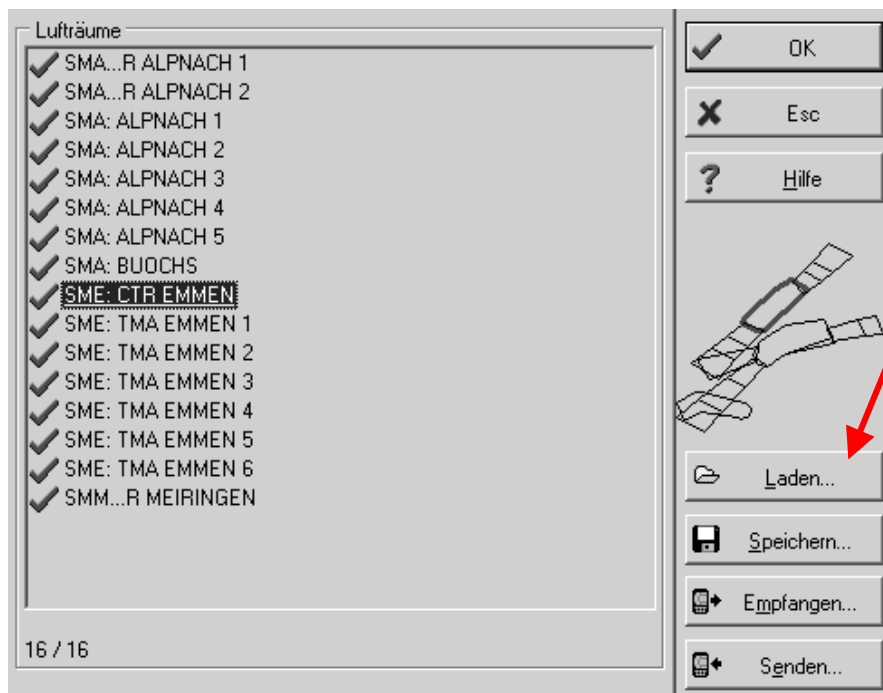 Lufträume
SMA...R ALPNACH 1
SMA...R ALPNACH 2
SMA: ALPNACH 1
SMA: ALPNACH 2
SMA: ALPNACH 3
SMA: ALPNACH 4
SMA: ALPNACH 5
SMA: BUOCHS
SME: CTR EMMEN
SME: TMA EMMEN 1
SME: TMA EMMEN 2
SME: TMA EMMEN 3
SME: TMA EMMEN 4
SME: TMA EMMEN 5
SME: TMA EMMEN 6
SMM...R MEIRINGEN
16 / 16
OK
Esc
Hilfe
Laden...
Speichern...
Empfangen...
Senden...